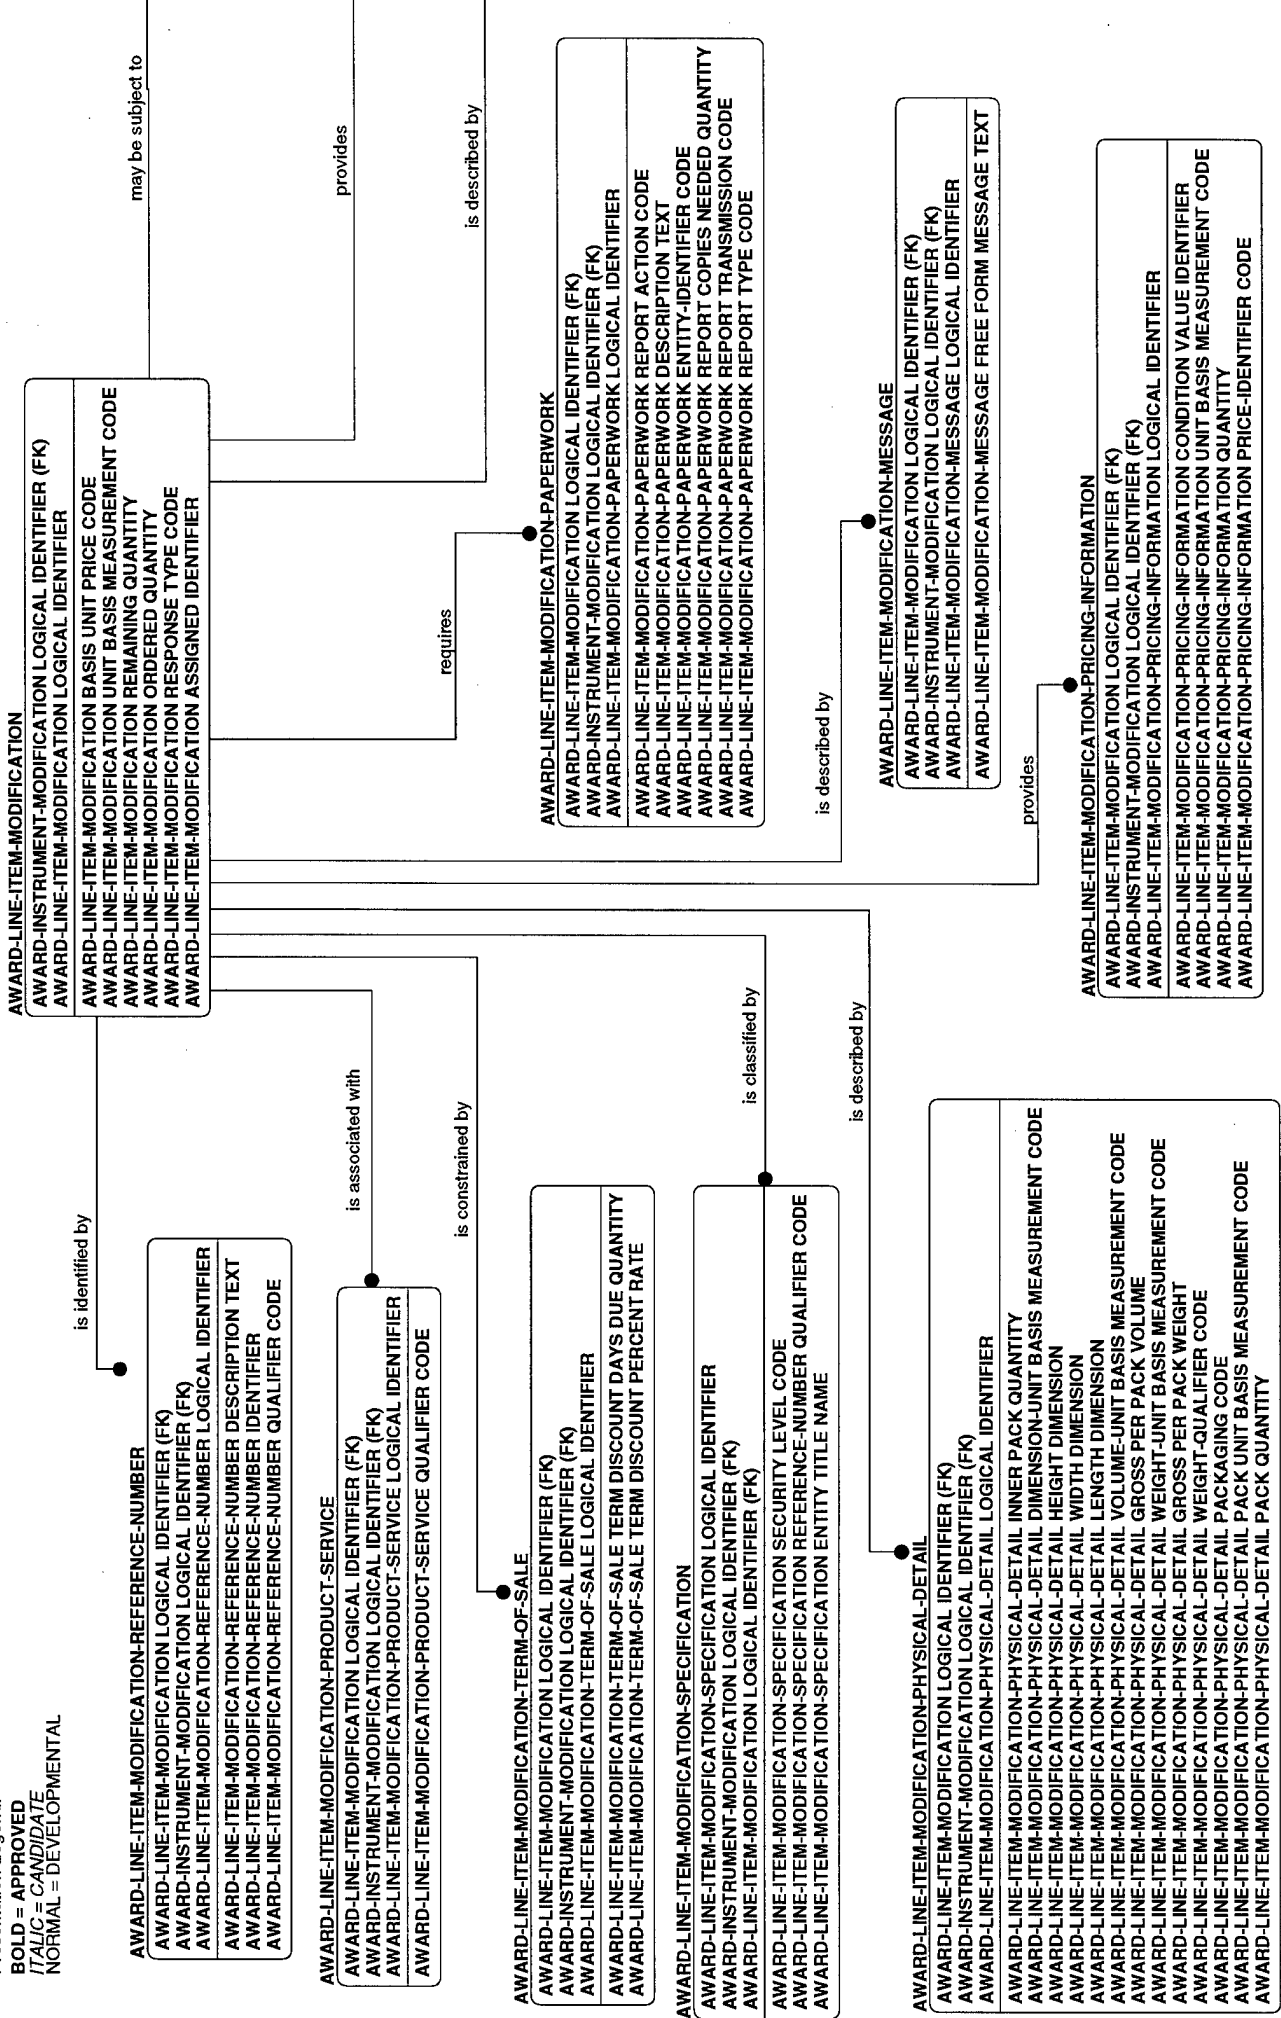 BOLD = APPROVED
ITALIC = CANDIDATE
NORMAL = DEVELOPMENTAL
AWARD-LINE-ITEM-MODIFICATION
AWARD-INSTRUMENT-MODIFICATION LOGICAL IDENTIFIER (FK)
AWARD-LINE-ITEM-MODIFICATION LOGICAL IDENTIFIER
AWARD-LINE-ITEM-MODIFICATION BASIS UNIT PRICE CODE
AWARD-LINE-ITEM-MODIFICATION UNIT BASIS MEASUREMENT CODE
AWARD-LINE-ITEM-MODIFICATION REMAINING QUANTITY
AWARD-LINE-ITEM-MODIFICATION ORDERED QUANTITY
AWARD-LINE-ITEM-MODIFICATION RESPONSE TYPE CODE
AWARD-LINE-ITEM-MODIFICATION ASSIGNED IDENTIFIER
may be subject to
provides
is described by
is identified by
AWARD-LINE-ITEM-MODIFICATION-REFERENCE-NUMBER
AWARD-LINE-ITEM-MODIFICATION LOGICAL IDENTIFIER (FK)
AWARD-INSTRUMENT-MODIFICATION LOGICAL IDENTIFIER (FK)
AWARD-LINE-ITEM-MODIFICATION-REFERENCE-NUMBER LOGICAL IDENTIFIER
AWARD-LINE-ITEM-MODIFICATION-REFERENCE-NUMBER DESCRIPTION TEXT
AWARD-LINE-ITEM-MODIFICATION-REFERENCE-NUMBER IDENTIFIER
AWARD-LINE-ITEM-MODIFICATION-REFERENCE-NUMBER QUALIFIER CODE
is associated with
AWARD-LINE-ITEM-MODIFICATION-PRODUCT-SERVICE
AWARD-LINE-ITEM-MODIFICATION LOGICAL IDENTIFIER (FK)
AWARD-INSTRUMENT-MODIFICATION LOGICAL IDENTIFIER (FK)
AWARD-LINE-ITEM-MODIFICATION-PRODUCT-SERVICE LOGICAL IDENTIFIER
AWARD-LINE-ITEM-MODIFICATION-PRODUCT-SERVICE QUALIFIER CODE
is constrained by
AWARD-LINE-ITEM-MODIFICATION-TERM-OF-SALE
AWARD-LINE-ITEM-MODIFICATION LOGICAL IDENTIFIER (FK)
AWARD-INSTRUMENT-MODIFICATION LOGICAL IDENTIFIER (FK)
AWARD-LINE-ITEM-MODIFICATION-TERM-OF-SALE LOGICAL IDENTIFIER
AWARD-LINE-ITEM-MODIFICATION-TERM-OF-SALE TERM DISCOUNT DAYS DUE QUANTITY
AWARD-LINE-ITEM-MODIFICATION-TERM-OF-SALE TERM DISCOUNT PERCENT RATE
is classified by
AWARD-LINE-ITEM-MODIFICATION-SPECIFICATION
AWARD-LINE-ITEM-MODIFICATION-SPECIFICATION LOGICAL IDENTIFIER
AWARD-INSTRUMENT-MODIFICATION LOGICAL IDENTIFIER (FK)
AWARD-LINE-ITEM-MODIFICATION LOGICAL IDENTIFIER (FK)
AWARD-LINE-ITEM-MODIFICATION-SPECIFICATION SECURITY LEVEL CODE
AWARD-LINE-ITEM-MODIFICATION-SPECIFICATION REFERENCE-NUMBER QUALIFIER CODE
AWARD-LINE-ITEM-MODIFICATION-SPECIFICATION ENTITY TITLE NAME
is described by
AWARD-LINE-ITEM-MODIFICATION-PHYSICAL-DETAIL
AWARD-LINE-ITEM-MODIFICATION LOGICAL IDENTIFIER (FK)
AWARD-INSTRUMENT-MODIFICATION LOGICAL IDENTIFIER (FK)
AWARD-LINE-ITEM-MODIFICATION-PHYSICAL-DETAIL LOGICAL IDENTIFIER
AWARD-LINE-ITEM-MODIFICATION-PHYSICAL-DETAIL INNER PACK QUANTITY
AWARD-LINE-ITEM-MODIFICATION-PHYSICAL-DETAIL DIMENSION-UNIT BASIS MEASUREMENT CODE
AWARD-LINE-ITEM-MODIFICATION-PHYSICAL-DETAIL HEIGHT DIMENSION
AWARD-LINE-ITEM-MODIFICATION-PHYSICAL-DETAIL WIDTH DIMENSION
AWARD-LINE-ITEM-MODIFICATION-PHYSICAL-DETAIL LENGTH DIMENSION
AWARD-LINE-ITEM-MODIFICATION-PHYSICAL-DETAIL VOLUME-UNIT BASIS MEASUREMENT CODE
AWARD-LINE-ITEM-MODIFICATION-PHYSICAL-DETAIL GROSS PER PACK VOLUME
AWARD-LINE-ITEM-MODIFICATION-PHYSICAL-DETAIL WEIGHT-UNIT BASIS MEASUREMENT CODE
AWARD-LINE-ITEM-MODIFICATION-PHYSICAL-DETAIL GROSS PER PACK WEIGHT
AWARD-LINE-ITEM-MODIFICATION-PHYSICAL-DETAIL WEIGHT-QUALIFIER CODE
AWARD-LINE-ITEM-MODIFICATION-PHYSICAL-DETAIL PACKAGING CODE
AWARD-LINE-ITEM-MODIFICATION-PHYSICAL-DETAIL PACK UNIT BASIS MEASUREMENT CODE
AWARD-LINE-ITEM-MODIFICATION-PHYSICAL-DETAIL PACK QUANTITY
requires
AWARD-LINE-ITEM-MODIFICATION-PAPERWORK
AWARD-LINE-ITEM-MODIFICATION LOGICAL IDENTIFIER (FK)
AWARD-INSTRUMENT-MODIFICATION LOGICAL IDENTIFIER (FK)
AWARD-LINE-ITEM-MODIFICATION-PAPERWORK LOGICAL IDENTIFIER
AWARD-LINE-ITEM-MODIFICATION-PAPERWORK REPORT ACTION CODE
AWARD-LINE-ITEM-MODIFICATION-PAPERWORK DESCRIPTION TEXT
AWARD-LINE-ITEM-MODIFICATION-PAPERWORK ENTITY-IDENTIFIER CODE
AWARD-LINE-ITEM-MODIFICATION-PAPERWORK REPORT COPIES NEEDED QUANTITY
AWARD-LINE-ITEM-MODIFICATION-PAPERWORK REPORT TRANSMISSION CODE
AWARD-LINE-ITEM-MODIFICATION-PAPERWORK REPORT TYPE CODE
is described by
AWARD-LINE-ITEM-MODIFICATION-MESSAGE
AWARD-LINE-ITEM-MODIFICATION LOGICAL IDENTIFIER (FK)
AWARD-INSTRUMENT-MODIFICATION LOGICAL IDENTIFIER (FK)
AWARD-LINE-ITEM-MODIFICATION-MESSAGE LOGICAL IDENTIFIER
AWARD-LINE-ITEM-MODIFICATION-MESSAGE FREE FORM MESSAGE TEXT
provides
AWARD-LINE-ITEM-MODIFICATION-PRICING-INFORMATION
AWARD-LINE-ITEM-MODIFICATION LOGICAL IDENTIFIER (FK)
AWARD-INSTRUMENT-MODIFICATION LOGICAL IDENTIFIER (FK)
AWARD-LINE-ITEM-MODIFICATION-PRICING-INFORMATION LOGICAL IDENTIFIER
AWARD-LINE-ITEM-MODIFICATION-PRICING-INFORMATION CONDITION VALUE IDENTIFIER
AWARD-LINE-ITEM-MODIFICATION-PRICING-INFORMATION UNIT BASIS MEASUREMENT CODE
AWARD-LINE-ITEM-MODIFICATION-PRICING-INFORMATION QUANTITY
AWARD-LINE-ITEM-MODIFICATION-PRICING-INFORMATION PRICE-IDENTIFIER CODE